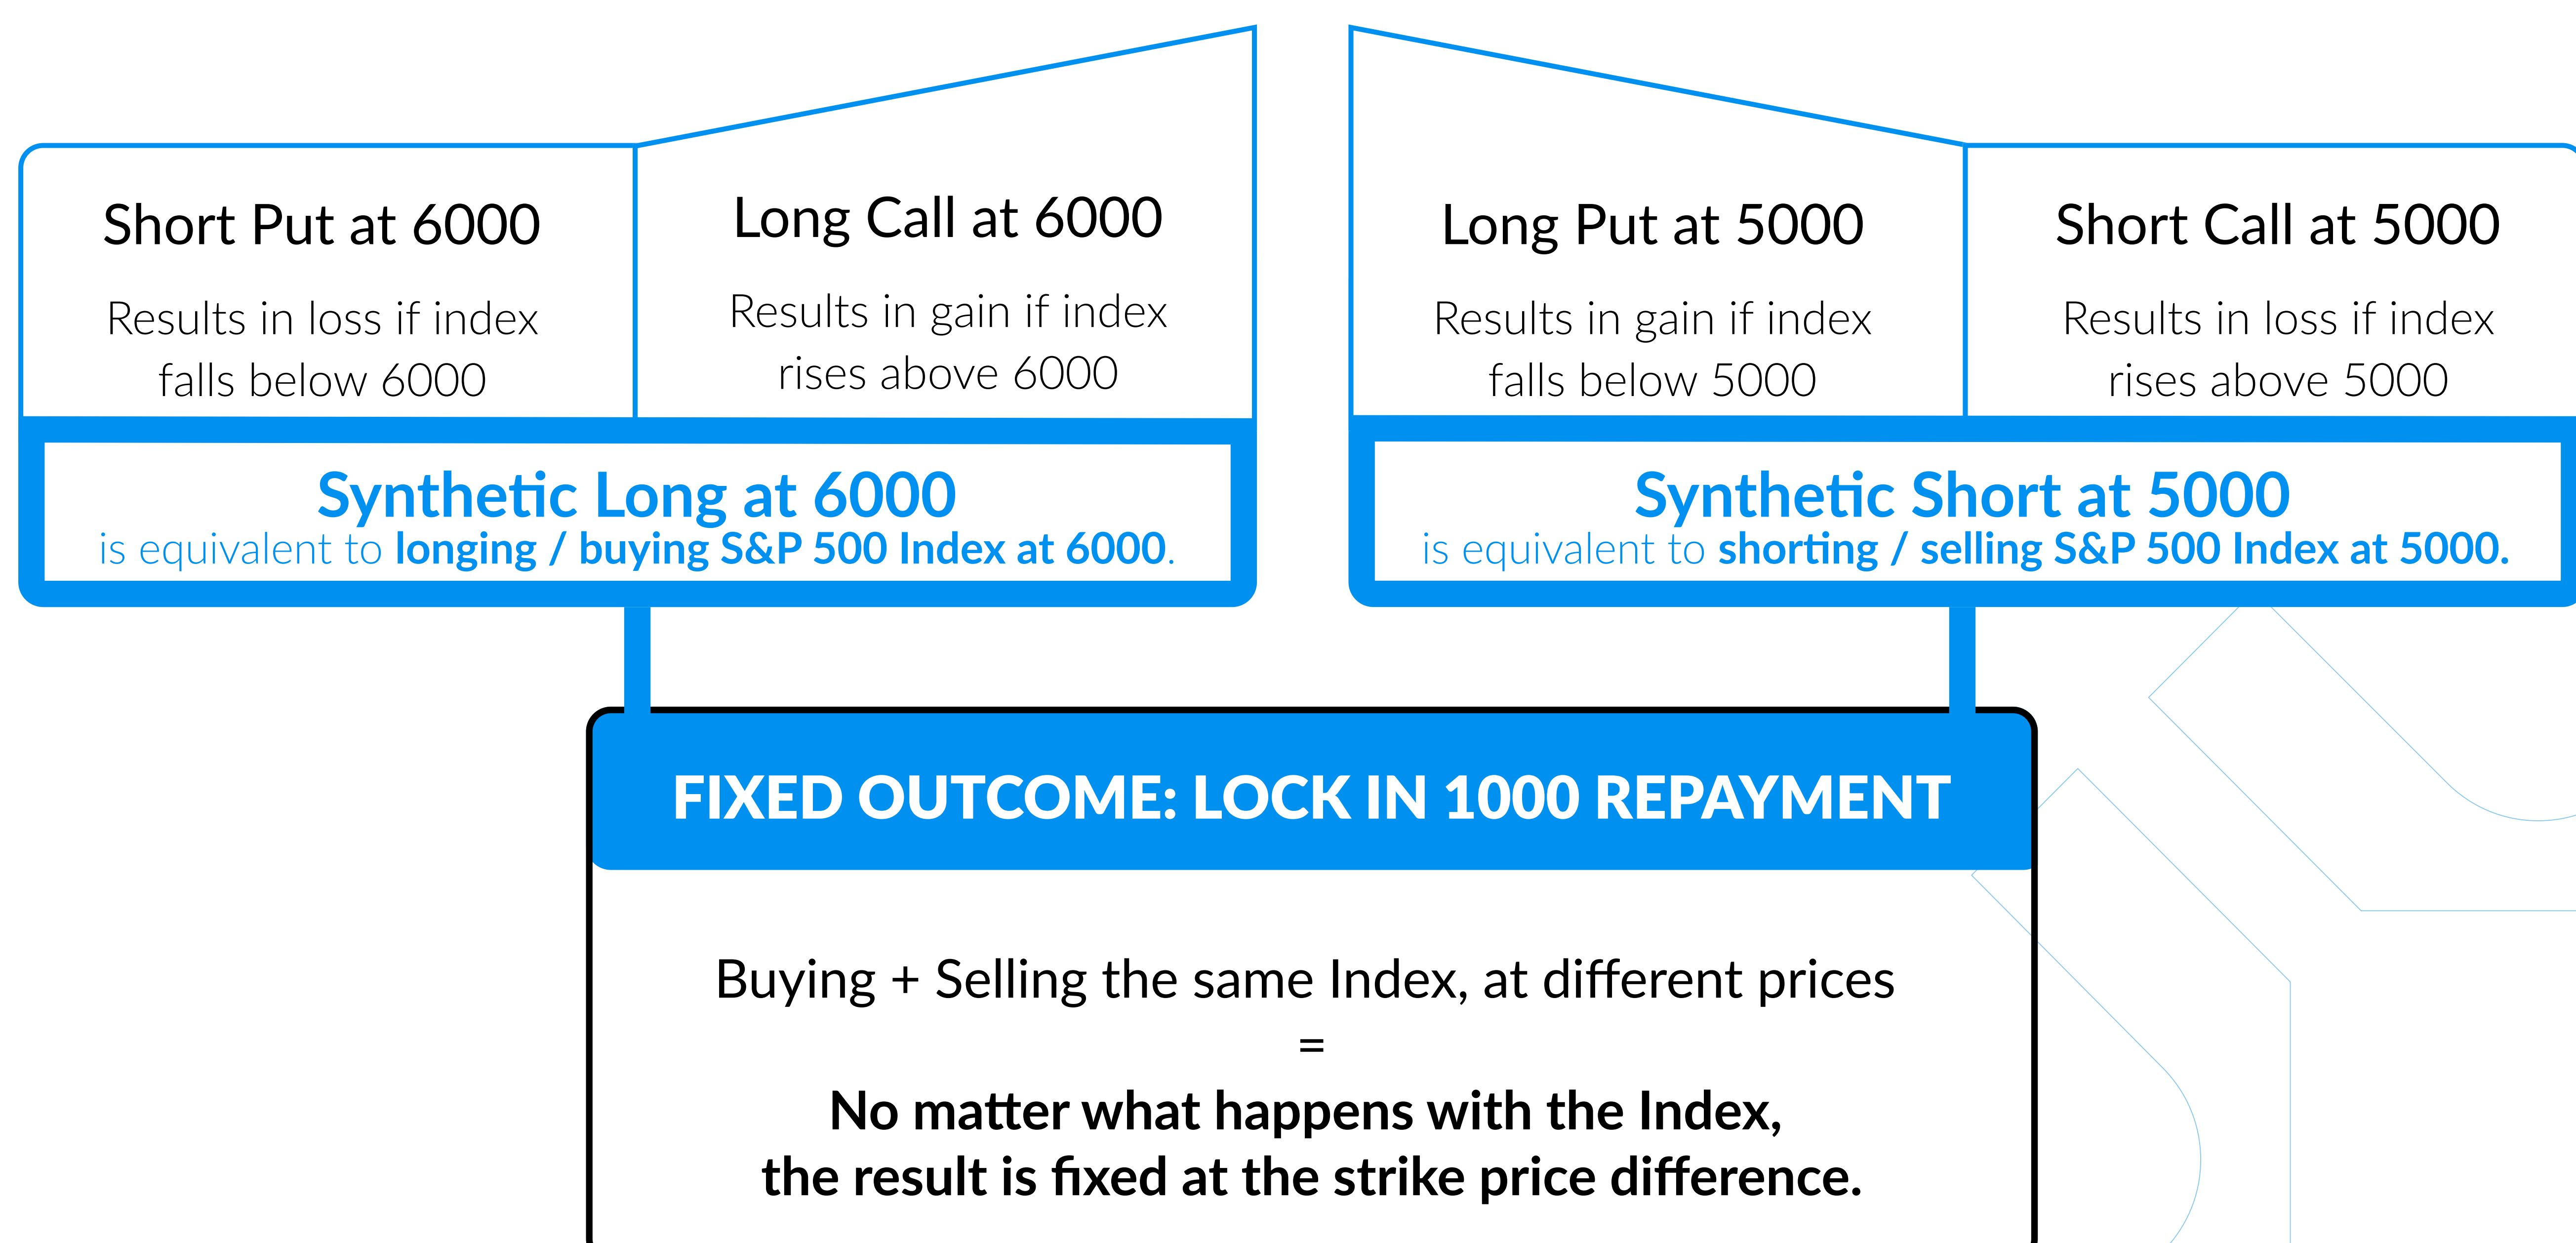 Short Put at 6000
Results in loss if index
falls below 6000
Long Call at 6000
Results in gain if index
rises above 6000
Synthetic Long at 6000
is equivalent to longing / buying S&P 500 Index at 6000.
Long Put at 5000
Results in gain if index
falls below 5000
Short Call at 5000
Results in loss if index
rises above 5000
Synthetic Short at 5000
is equivalent to shorting / selling S&P 500 Index at 5000.
FIXED OUTCOME: LOCK IN 1000 REPAYMENT
Buying + Selling the same Index, at different prices
=
No matter what happens with the Index,
the result is fixed at the strike price difference.